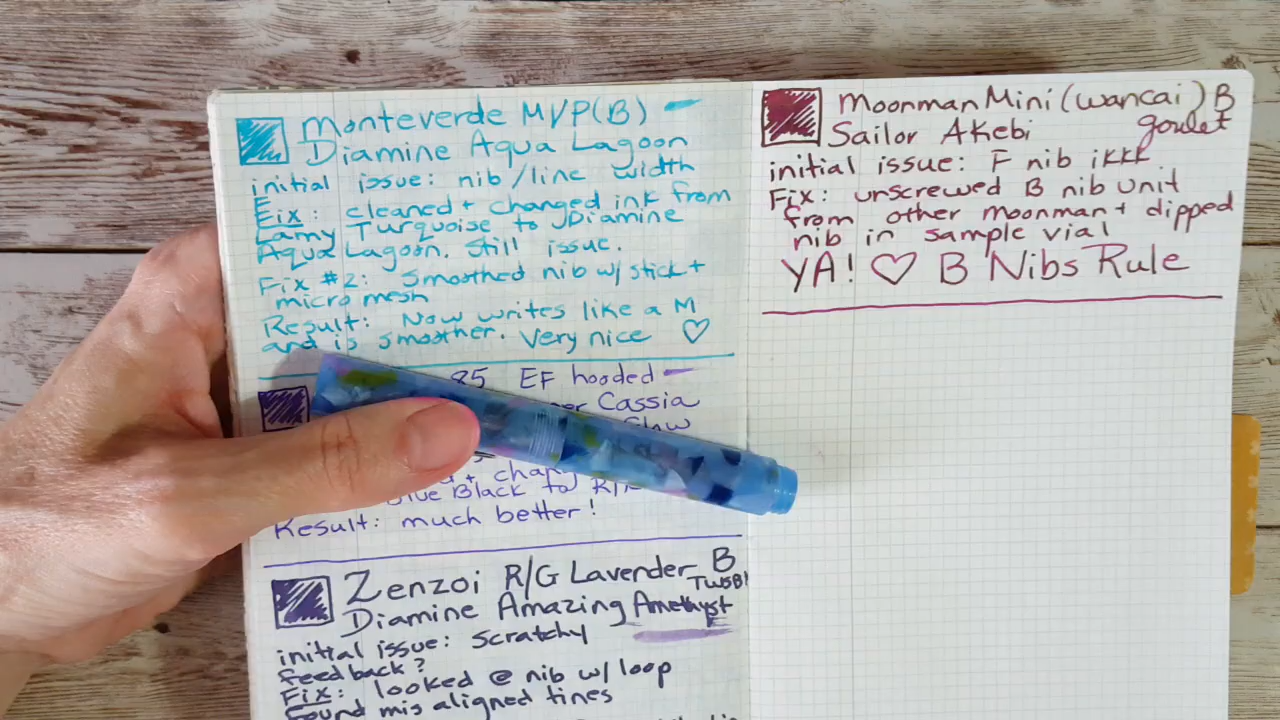 Monteverde MVP(B) –
Diamine Aqua Lagoon
initial issue: nib/line width
Fix: cleaned + changed ink from
Lamy Turquoise to Diamine
Aqua Lagoon. Still issue.
Fix #2: Smoothed nib w/ stick +
micro mesh
Result: Now writes like a M
and is smoother. Very nice ♡
85 EF hooded –
Cassia
Blue Black to
Result: much better!
Zenzoi R/G Lavender B
TWSBI
Diamine Amazing Amethyst
initial issue: Scratchy
feedback?
Fix: looked @ nib w/ loop
found mis aligned tines
Moonman Mini (wancai) B
goulet
Sailor Akebi
initial issue: F nib ikkk
Fix: unscrewed B nib unit
from other moonman + dipped
nib in sample vial
YA! ♡ B Nibs Rule